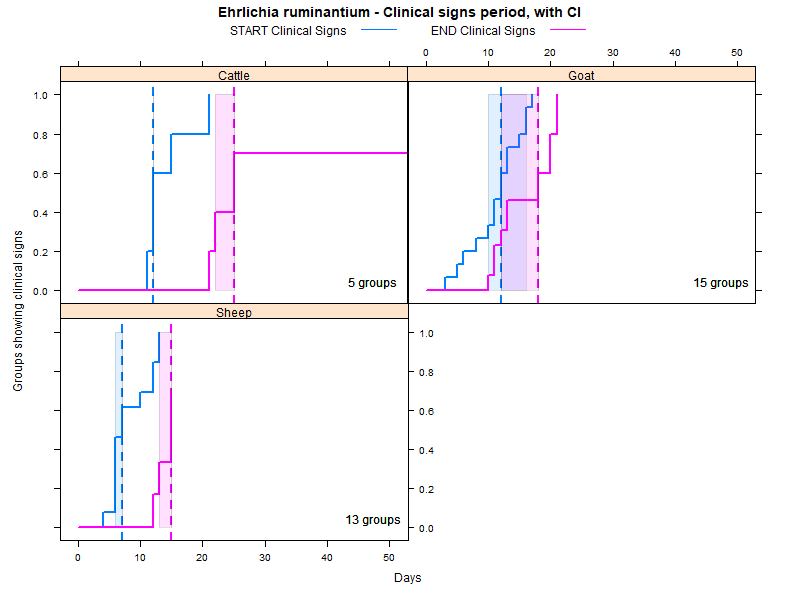 Ehrlichia ruminantium - Clinical signs period, with CI
START Clinical Signs END Clinical Signs
0 10 20 30 40 50
Cattle Goat
1.0
0.8
0.6
0.4
0.2
0.0
5 groups 15 groups
Groups showing clinical signs
Sheep
1.0
0.8
0.6
0.4
0.2
0.0
13 groups
0 10 20 30 40 50
Days